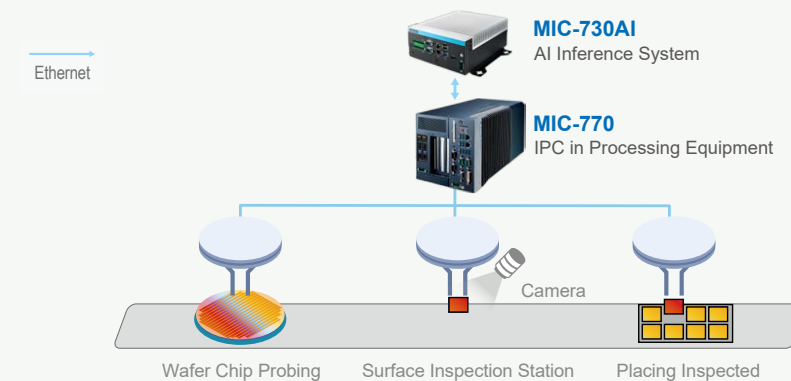 MIC-730AI
AI Inference System
Ethernet
MIC-770
IPC in Processing Equipment
Camera
Wafer Chip Probing
Surface Inspection Station
Placing Inspected